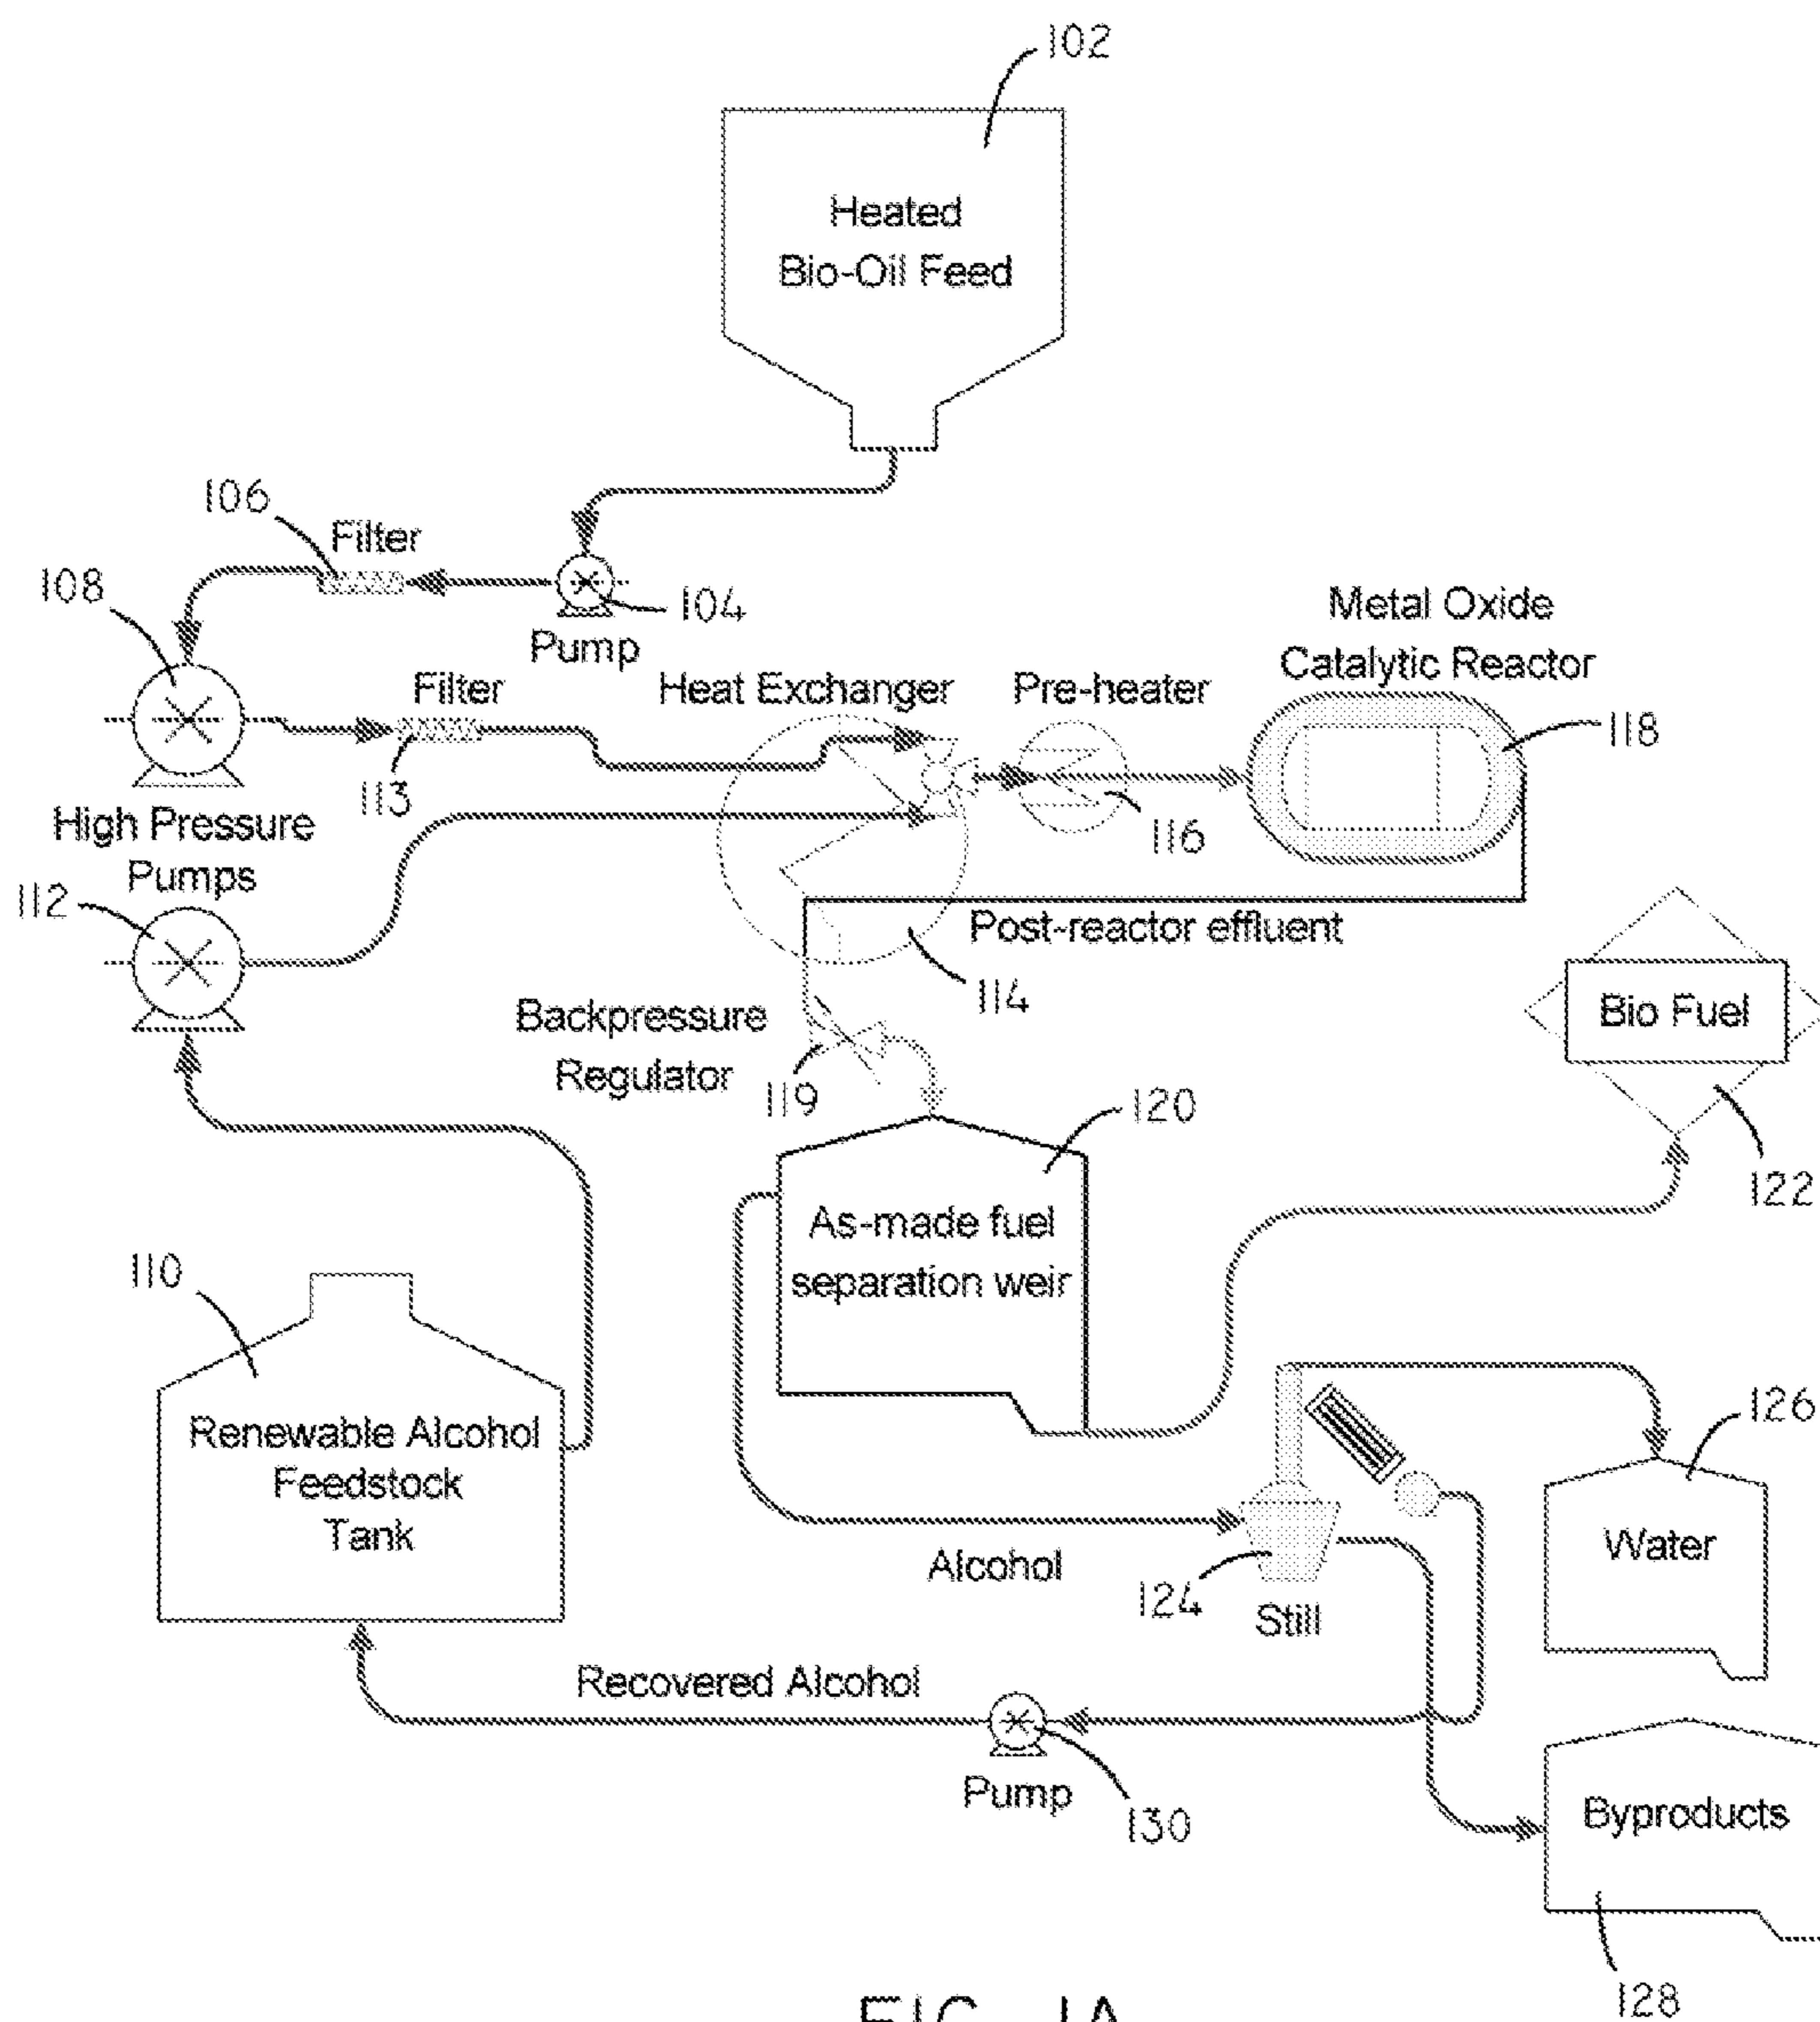 102
Heated
Bio-Oil Feed
106
Filter
108
104
Pump
Metal Oxide
Catalytic Reactor
Filter
Heat Exchanger
Pre-heater
118
113
High Pressure
Pumps
116
112
Post-reactor effluent
114
Bio Fuel
Backpressure
Regulator
119
120
122
As-made fuel
separation weir
110
Renewable Alcohol
Feedstock
Tank
126
Water
Alcohol
124
Still
Recovered Alcohol
Pump
130
Byproducts
128
FIG. 1A